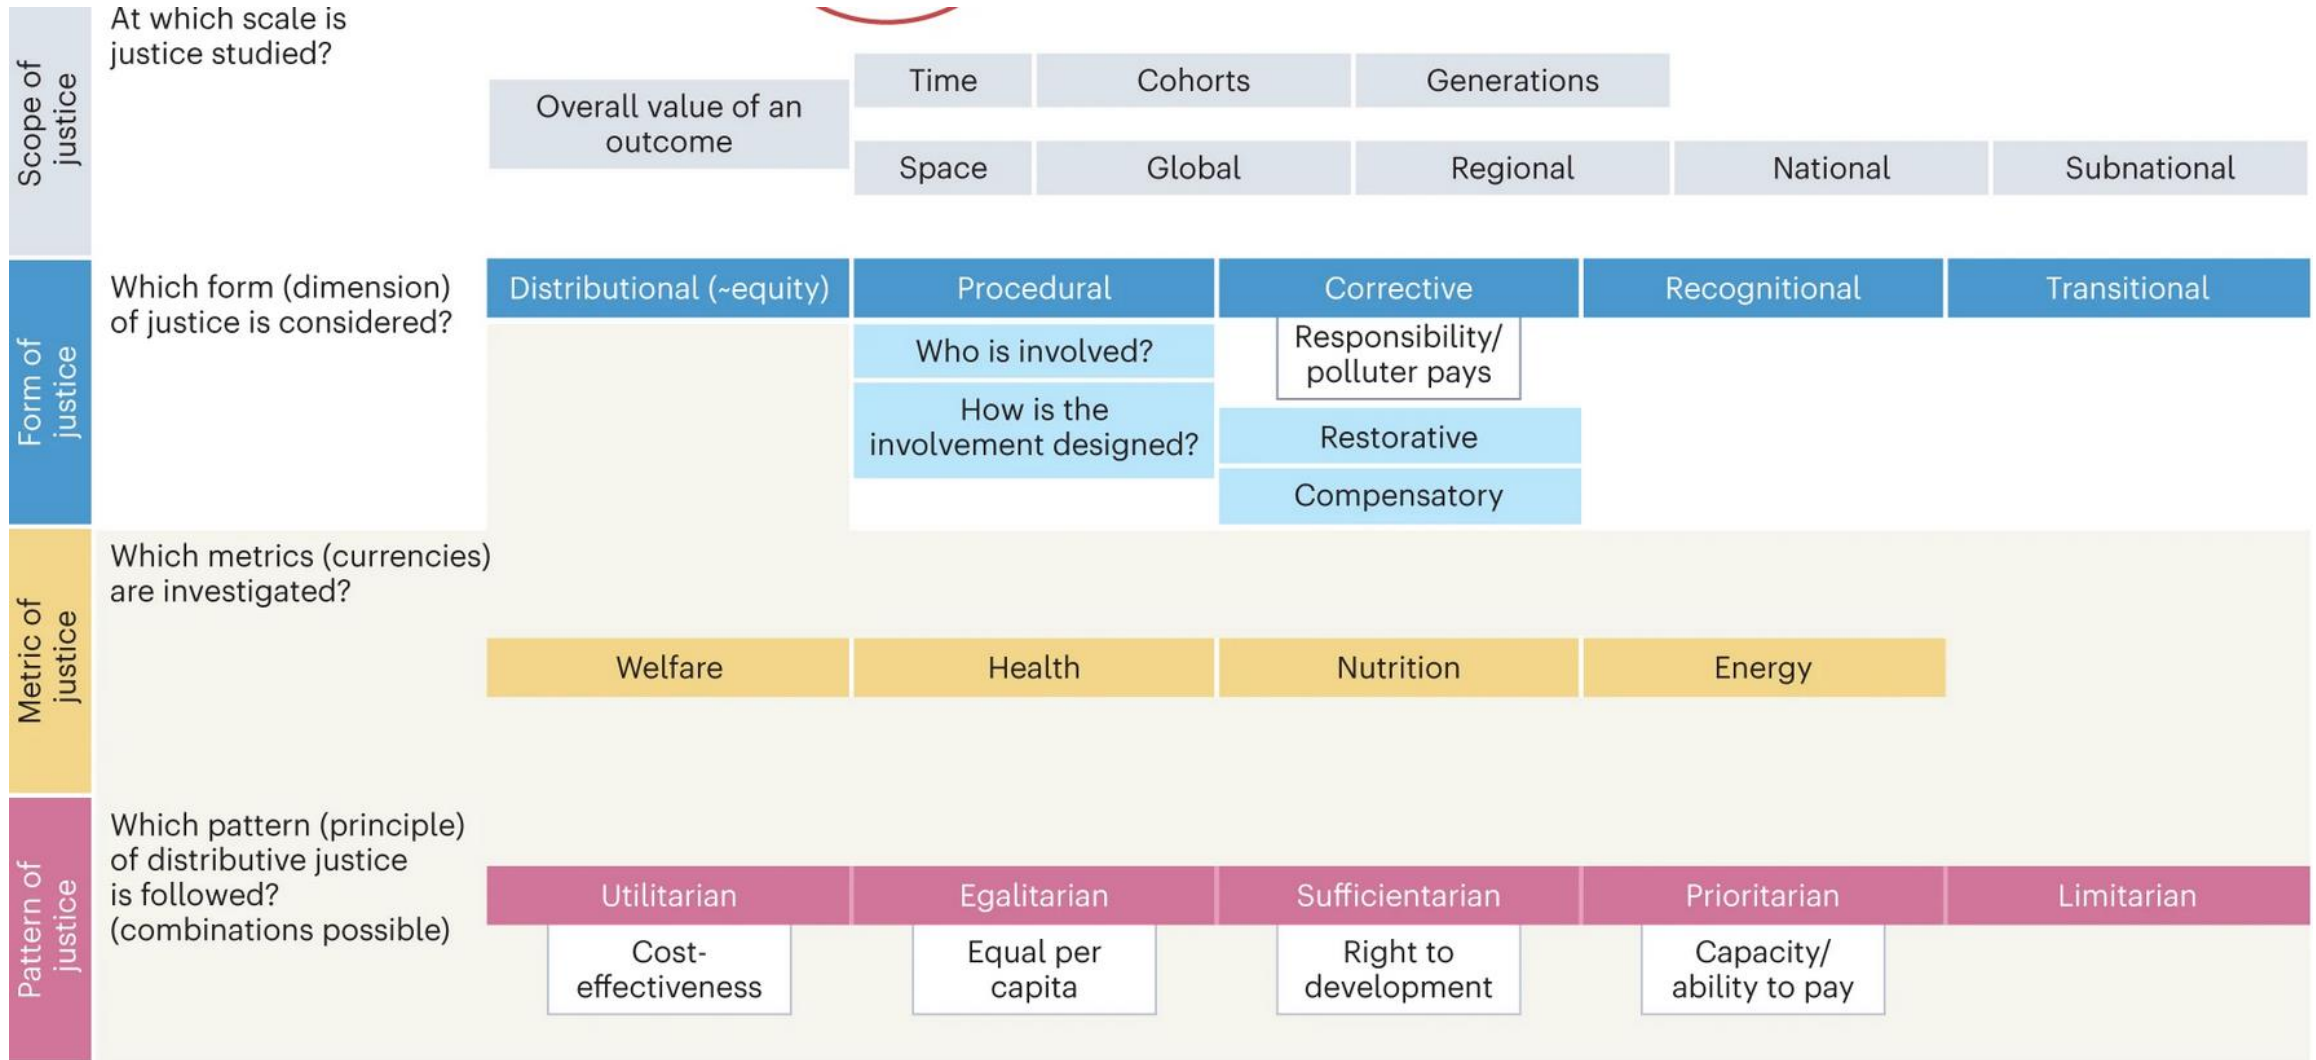 Scope of
justice
At which scale is
justice studied?
Overall value of an
outcome
Time
Cohorts
Generations
Space
Global
Regional
National
Subnational
Form of
justice
Which form (dimension)
of justice is considered?
Distributional (~equity)
Procedural
Corrective
Recognitional
Transitional
Who is involved?
How is the
involvement designed?
Responsibility/
polluter pays
Restorative
Compensatory
Metric of
justice
Which metrics (currencies)
are investigated?
Welfare
Health
Nutrition
Energy
Pattern of
justice
Which pattern (principle)
of distributive justice
is followed?
(combinations possible)
Utilitarian
Egalitarian
Sufficientarian
Prioritarian
Limitarian
Cost-
effectiveness
Equal per
capita
Right to
development
Capacity/
ability to pay